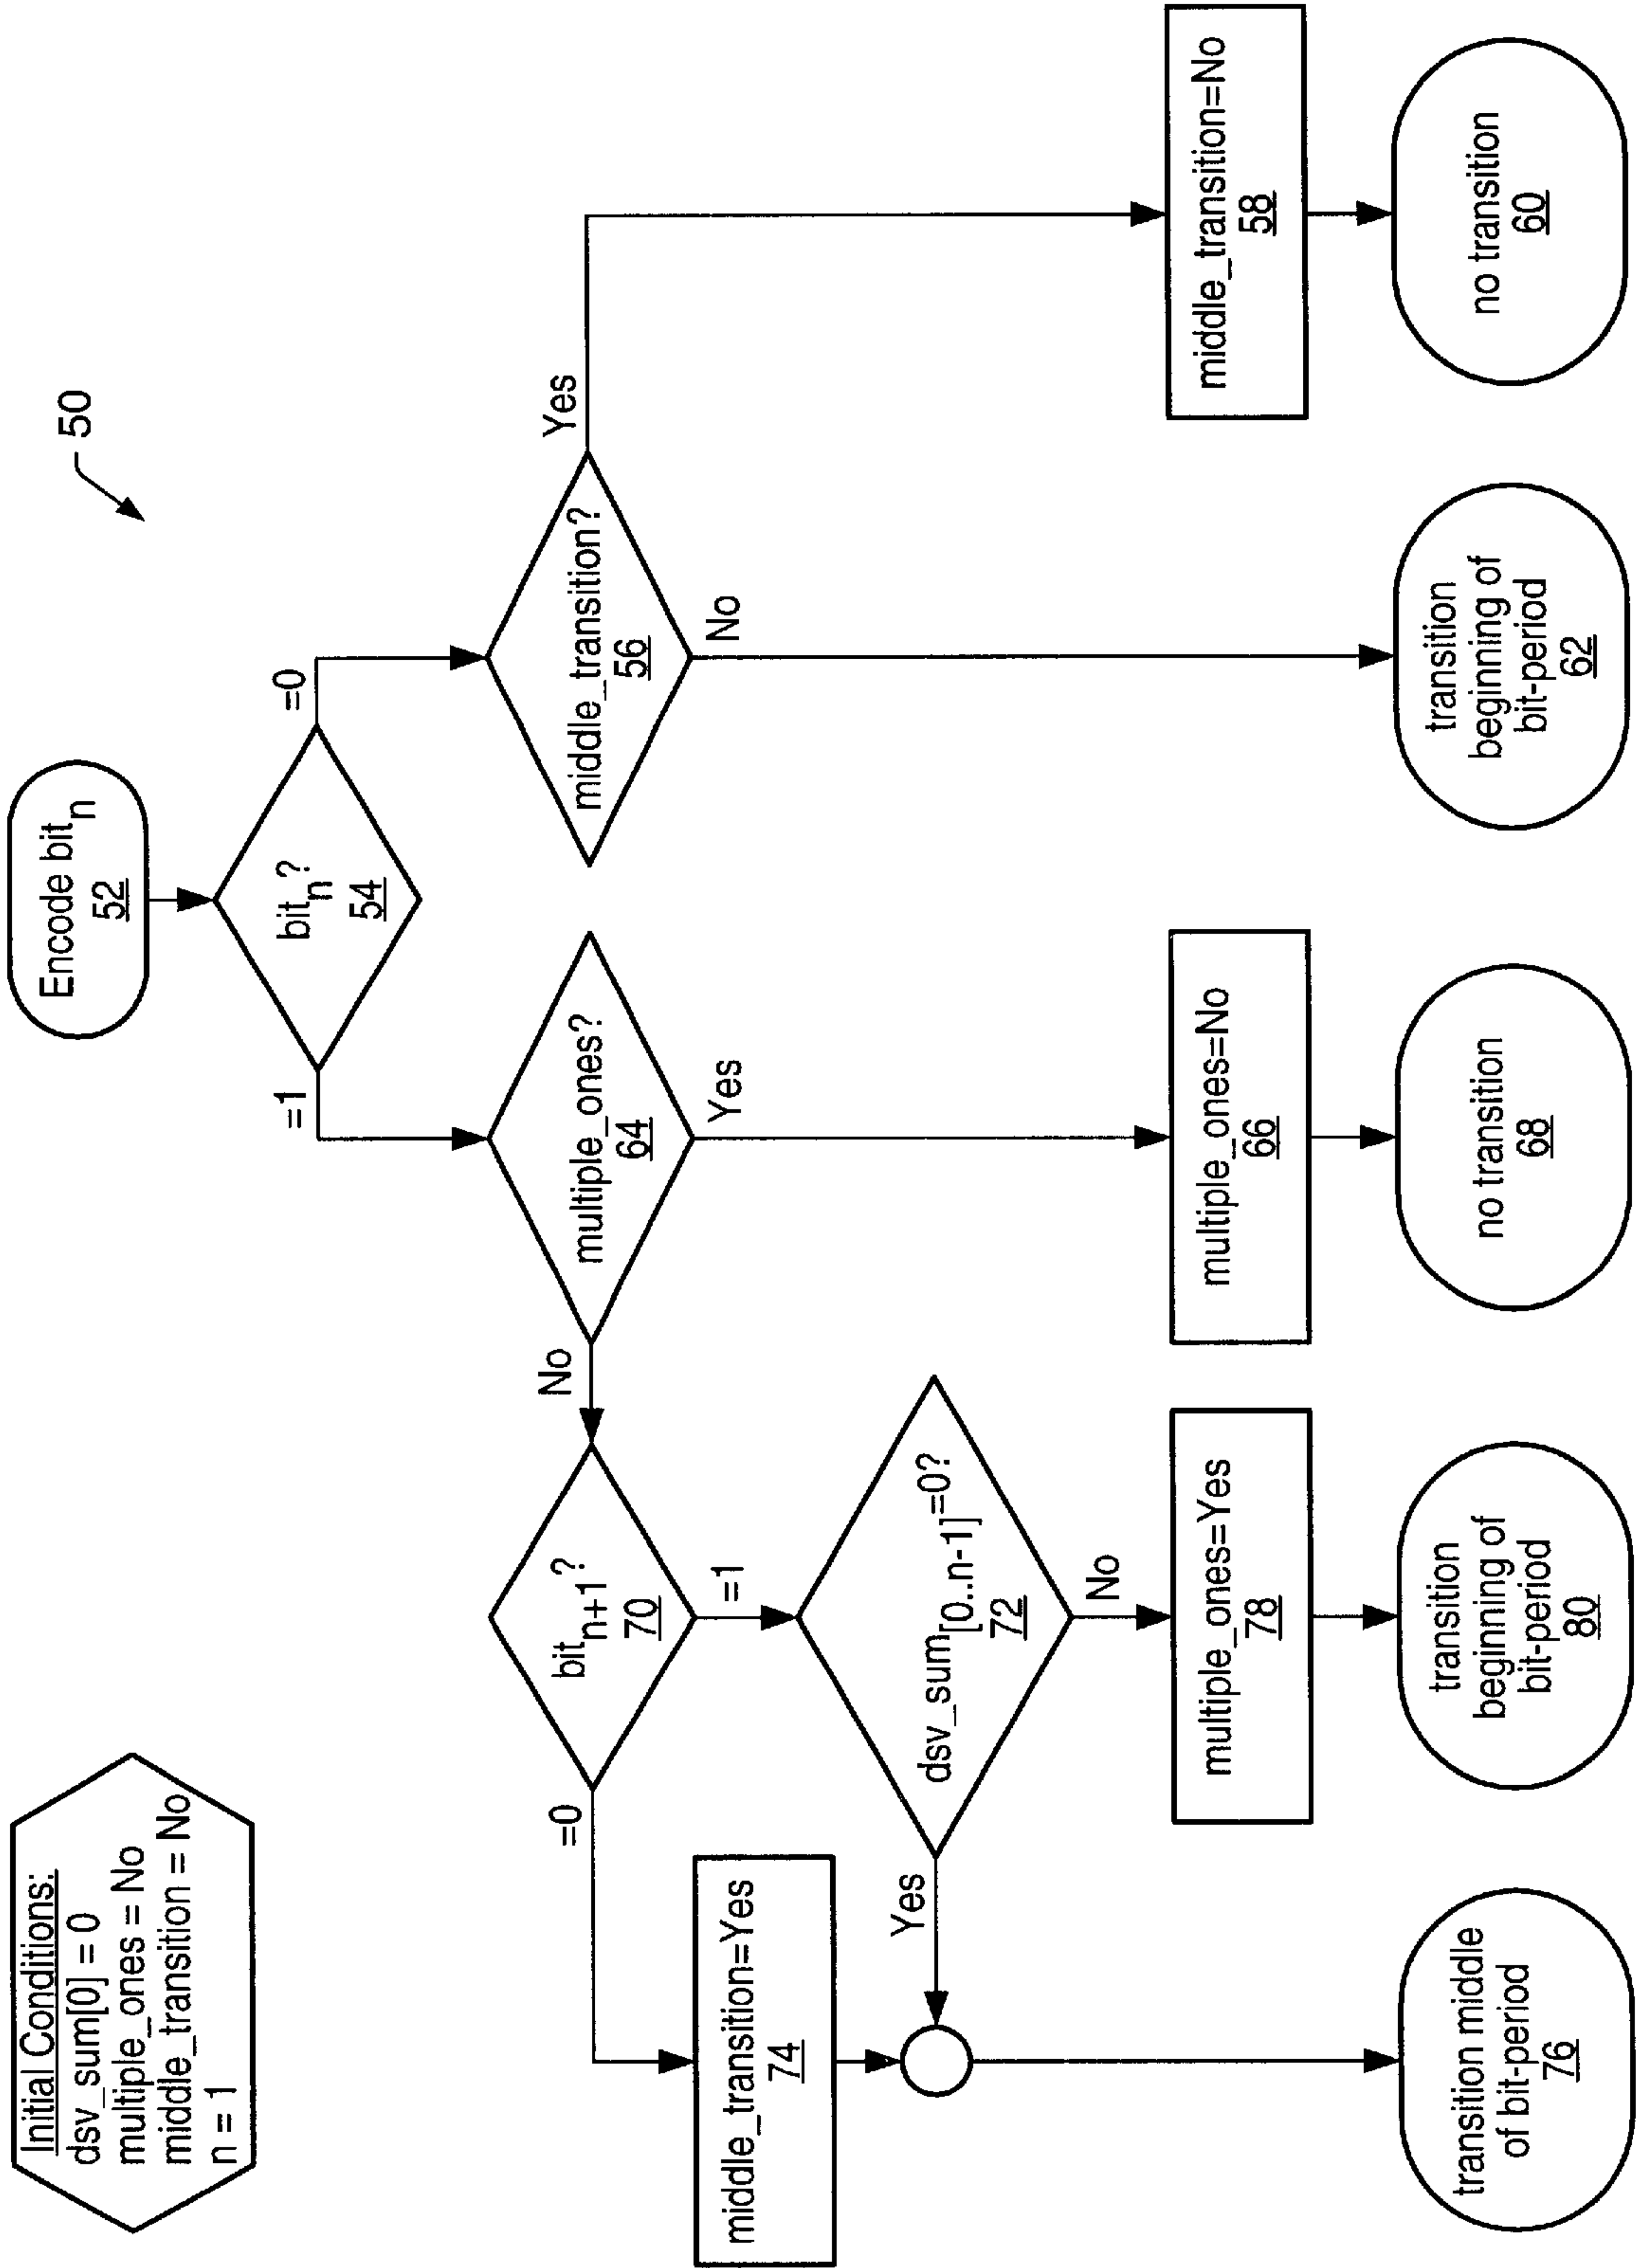 Initial Conditions:
dsv_sum[0] = 0
multiple_ones = No
middle_transition = No
n = 1
Encode bit n
52
50
bit n ?
54
=1
=0
multiple_ones?
64
No
Yes
middle_transition?
56
Yes
No
bit n+1 ?
70
=0
=1
middle_transition=Yes
74
dsv_sum[0..n-1]=0?
72
Yes
No
multiple_ones=Yes
78
multiple_ones=No
66
middle_transition=No
58
transition middle
of bit-period
76
transition
beginning of
bit-period
80
no transition
68
transition
beginning of
bit-period
62
no transition
60